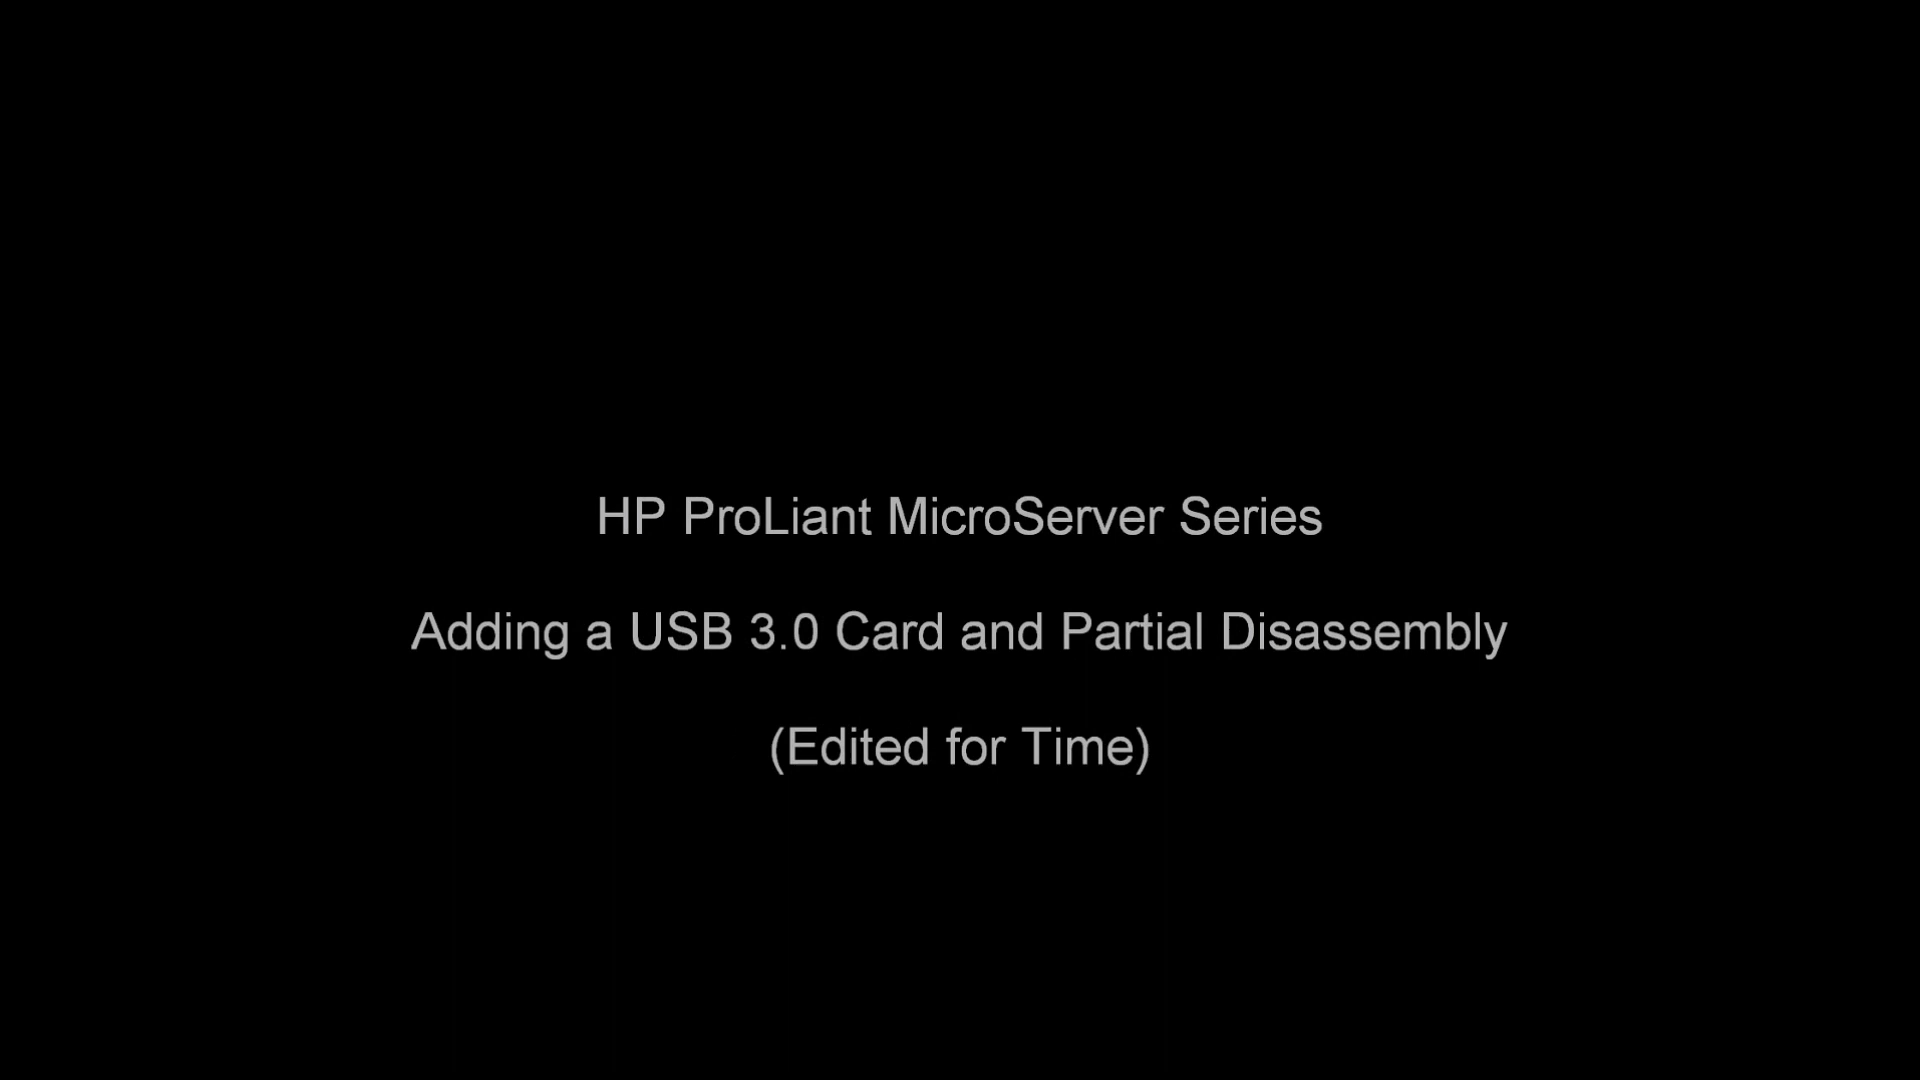 HP ProLiant MicroServer Series
Adding a USB 3.0 Card and Partial Disassembly
(Edited for Time)